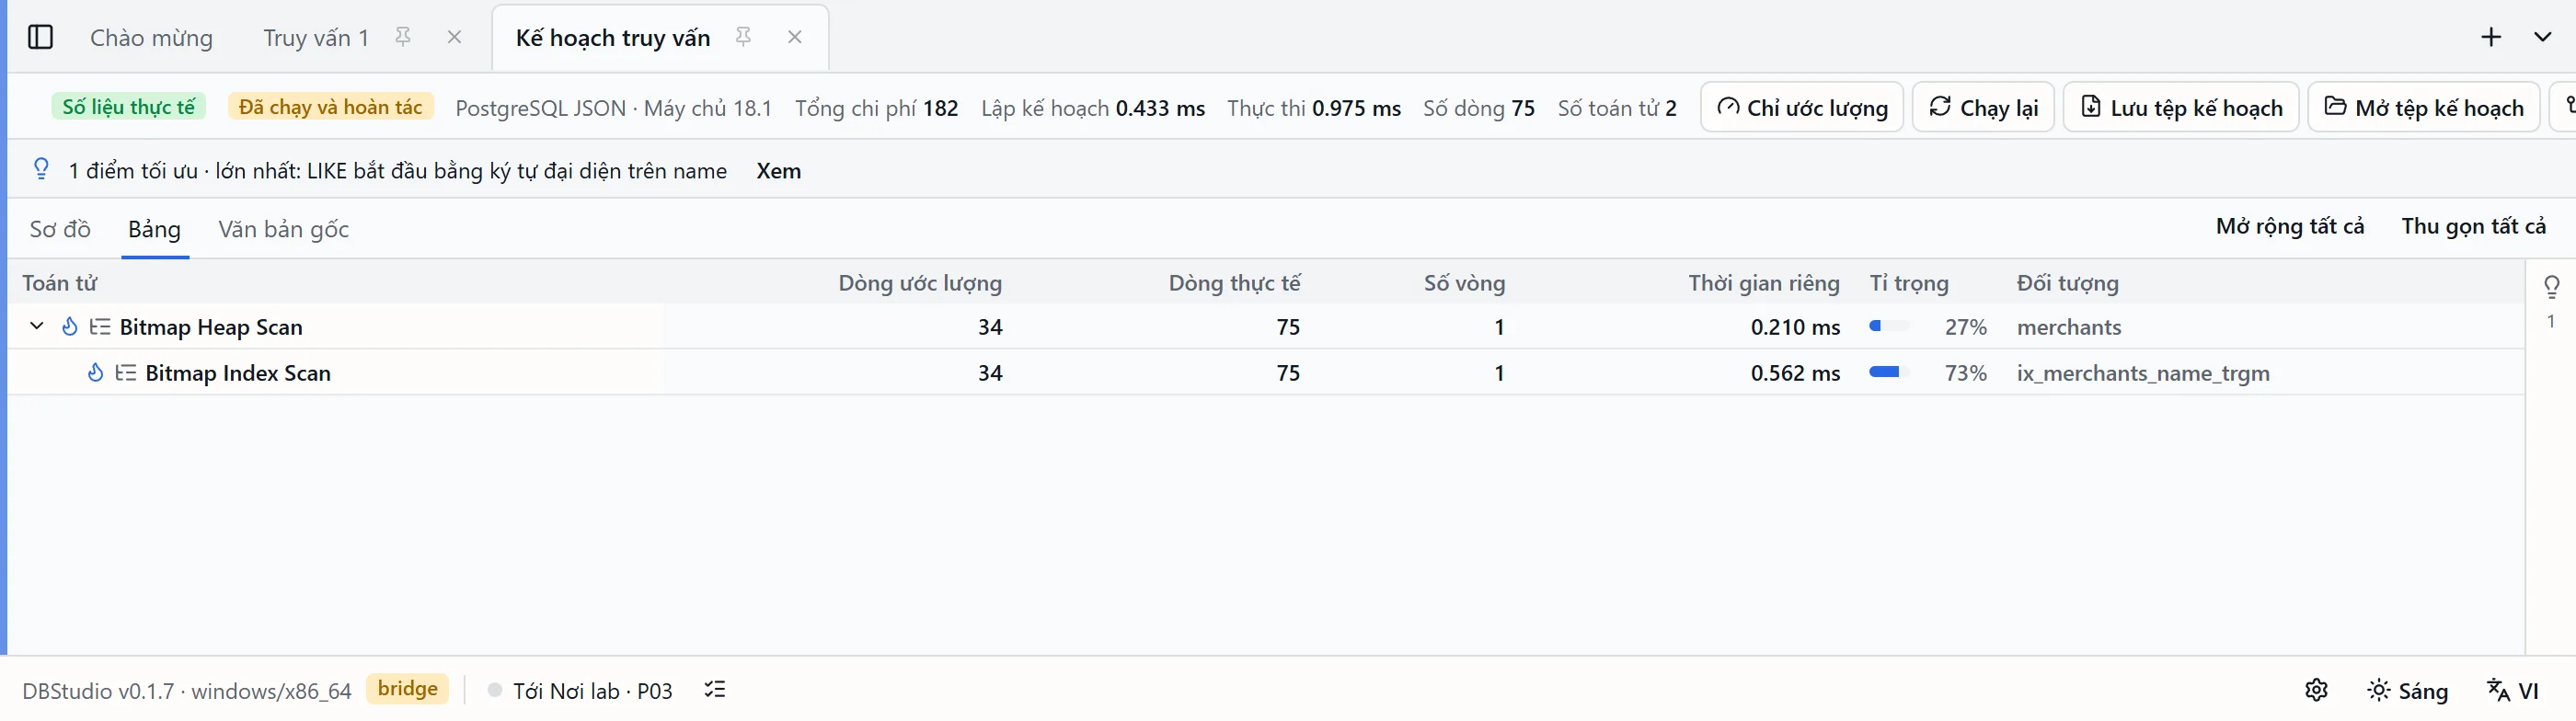 Chào mừng Truy vấn 1 Kế hoạch truy vấn
Số liệu thực tế Đã chạy và hoàn tác PostgreSQL JSON · Máy chủ 18.1 Tổng chi phí 182 Lập kế hoạch 0.433 ms Thực thi 0.975 ms Số dòng 75 Số toán tử 2 Chỉ ước lượng Chạy lại Lưu tệp kế hoạch Mở tệp kế hoạch
1 điểm tối ưu · lớn nhất: LIKE bắt đầu bằng ký tự đại diện trên name Xem
Sơ đồ Bảng Văn bản gốc Mở rộng tất cả Thu gọn tất cả
Toán tử Dòng ước lượng Dòng thực tế Số vòng Thời gian riêng Tỉ trọng Đối tượng
Bitmap Heap Scan 34 75 1 0.210 ms 27% merchants
1
Bitmap Index Scan 34 75 1 0.562 ms 73% ix_merchants_name_trgm
DBStudio v0.1.7 · windows/x86_64 bridge Tới Nơi lab · P03 Sáng VI